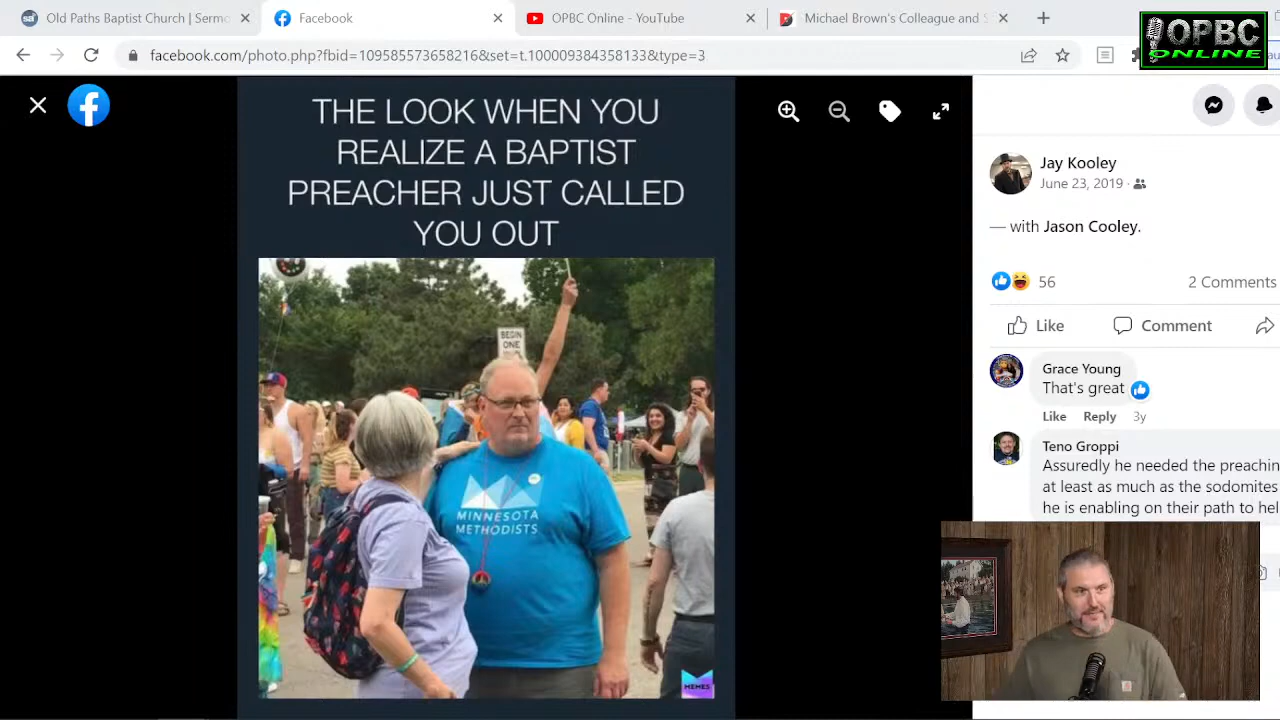 Old Paths Baptist Church | Sermo
Facebook
OPBC Online - YouTube
Michael Brown's Colleague and S
OPBC
ONLINE
facebook.com/photo.php?fbid=109585573658216&set=t.100010384358133&type=3
THE LOOK WHEN YOU
REALIZE A BAPTIST
PREACHER JUST CALLED
YOU OUT
BEGIN
ONE
MINNESOTA
METHODISTS
MEMES
Jay Kooley
June 23, 2019
— with Jason Cooley.
56
2 Comments
Like
Comment
Grace Young
That's great
Like Reply 3y
Teno Groppi
Assuredly he needed the preachin
at least as much as the sodomites
he is enabling on their path to hel